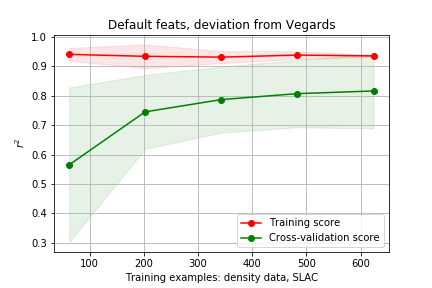 Default feats, deviation from Vegards
1.0
0.9
0.8
0.7
0.6
0.5
0.4
0.3
r²
100
200
300
400
500
600
Training score
Cross-validation score
Training examples: density data, SLAC